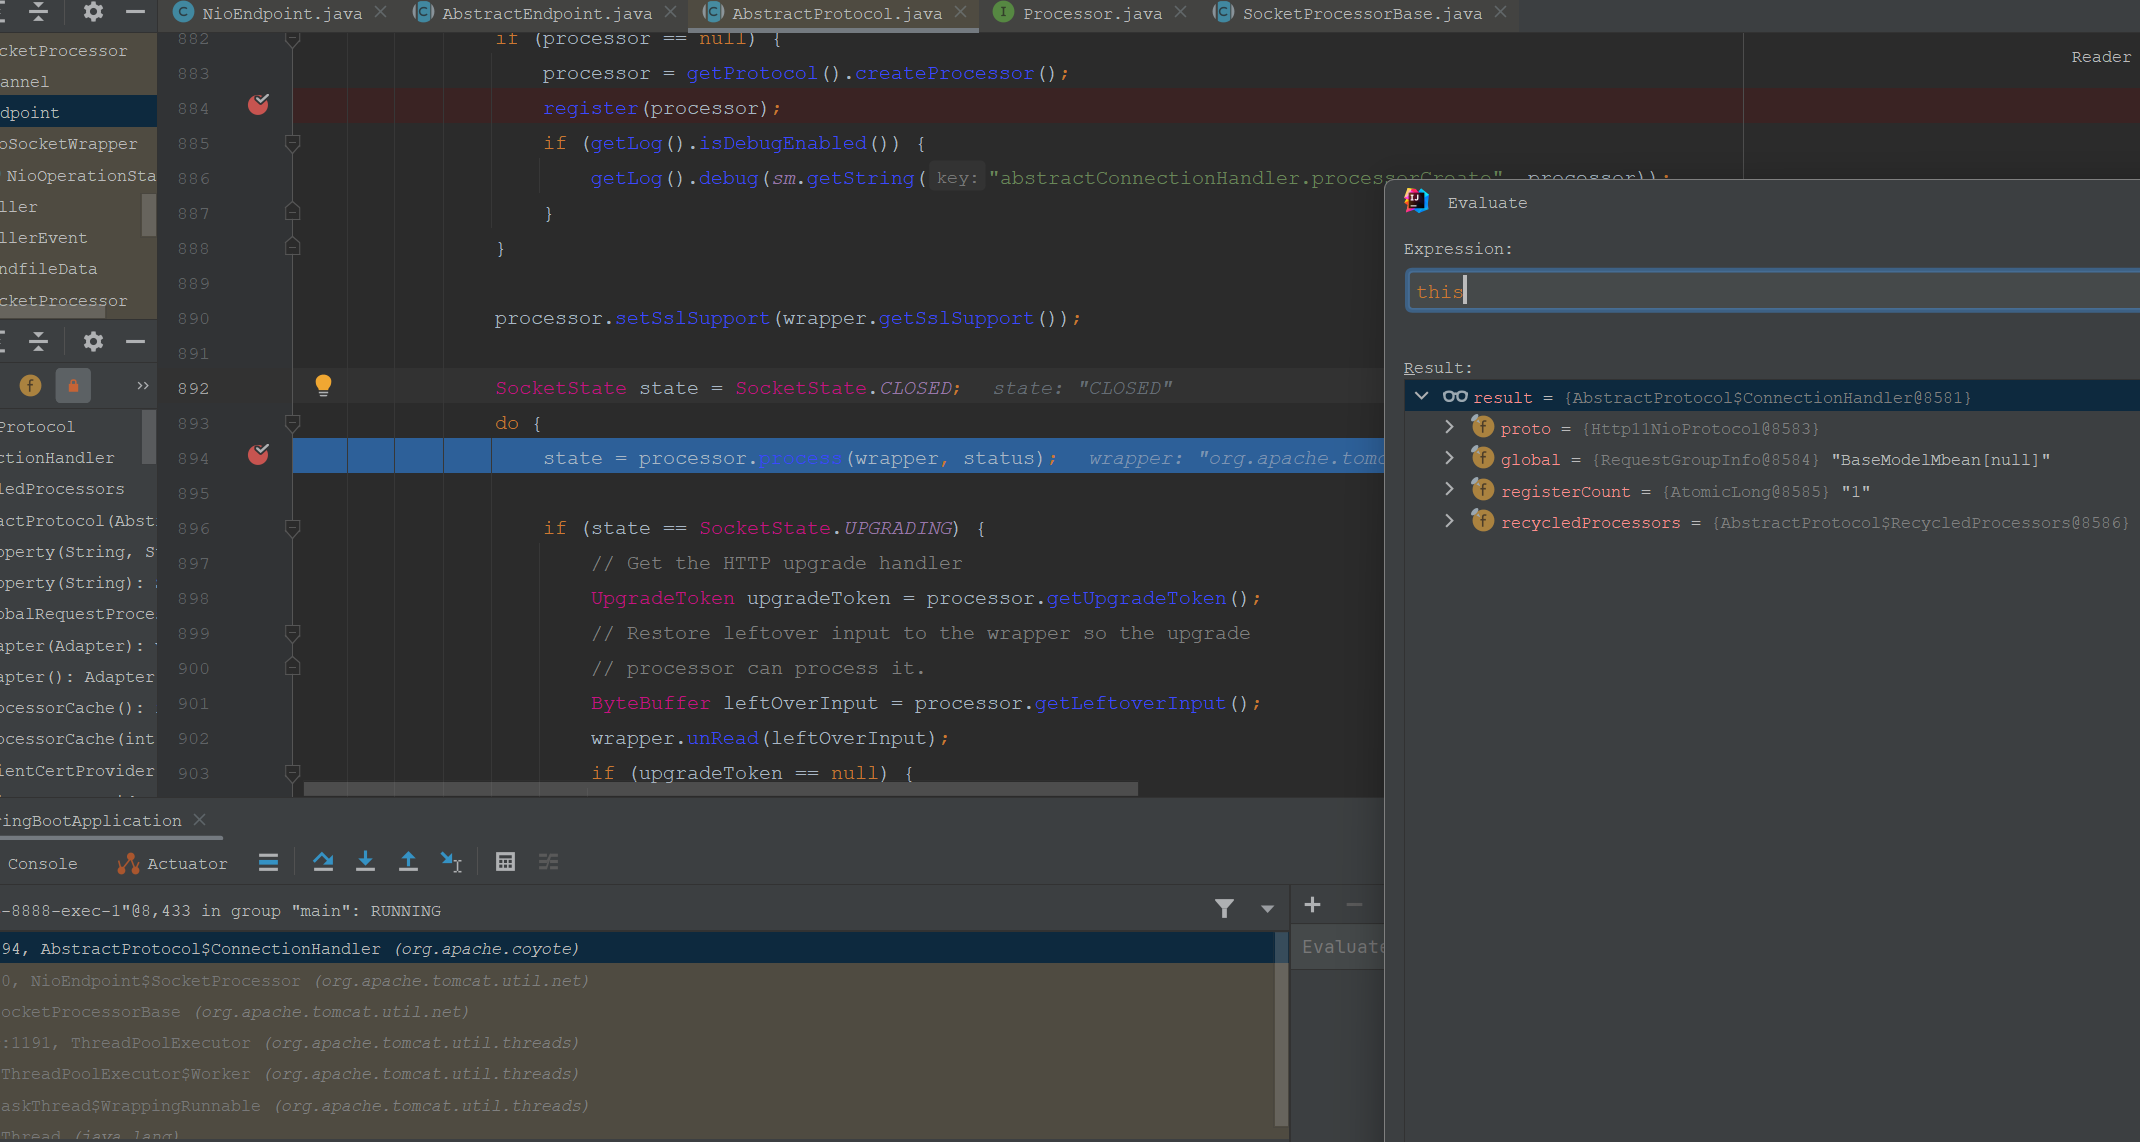 NioEndpoint.java AbstractEndpoint.java AbstractProtocol.java Processor.java SocketProcessorBase.java
cketProcessor
annel
dpoint
oSocketWrapper
NioOperationSta
ller
llerEvent
ndfileData
cketProcessor
Protocol
ctionHandler
ledProcessors
actProtocol(Abst
operty(String, S
operty(String):
obalRequestProce
apter(Adapter):
apter(): Adapter
ocessorCache():
ocessorCache(int
ientCertProvider
Reader
882 if (processor == null) {
883 processor = getProtocol().createProcessor();
884 register(processor);
885 if (getLog().isDebugEnabled()) {
886 getLog().debug(sm.getString( key: "abstractConnectionHandler.processorCreate", processor));
887 }
888 }
889
890 processor.setSslSupport(wrapper.getSslSupport());
891
892 SocketState state = SocketState.CLOSED; state: "CLOSED"
893 do {
894 state = processor.process(wrapper, status); wrapper: "org.apache.tomc
895
896 if (state == SocketState.UPGRADING) {
897 // Get the HTTP upgrade handler
898 UpgradeToken upgradeToken = processor.getUpgradeToken();
899 // Restore leftover input to the wrapper so the upgrade
900 // processor can process it.
901 ByteBuffer leftOverInput = processor.getLeftoverInput();
902 wrapper.unRead(leftOverInput);
903 if (upgradeToken == null) {
Evaluate
Expression:
this
Result:
result = {AbstractProtocol$ConnectionHandler@8581}
proto = {Http11NioProtocol@8583}
global = {RequestGroupInfo@8584} "BaseModelMbean[null]"
registerCount = {AtomicLong@8585} "1"
recycledProcessors = {AbstractProtocol$RecycledProcessors@8586}
ingBootApplication
Console Actuator
-8888-exec-1"@8,433 in group "main": RUNNING
94, AbstractProtocol$ConnectionHandler (org.apache.coyote)
0, NioEndpoint$SocketProcessor (org.apache.tomcat.util.net)
ocketProcessorBase (org.apache.tomcat.util.net)
:1191, ThreadPoolExecutor (org.apache.tomcat.util.threads)
ThreadPoolExecutor$Worker (org.apache.tomcat.util.threads)
askThread$WrappingRunnable (org.apache.tomcat.util.threads)
Thread (java.lang)
Evaluate